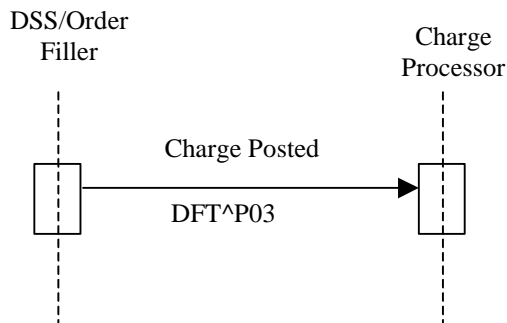 DSS/Order
Filler
Charge
Processor
Charge Posted
DFT^P03